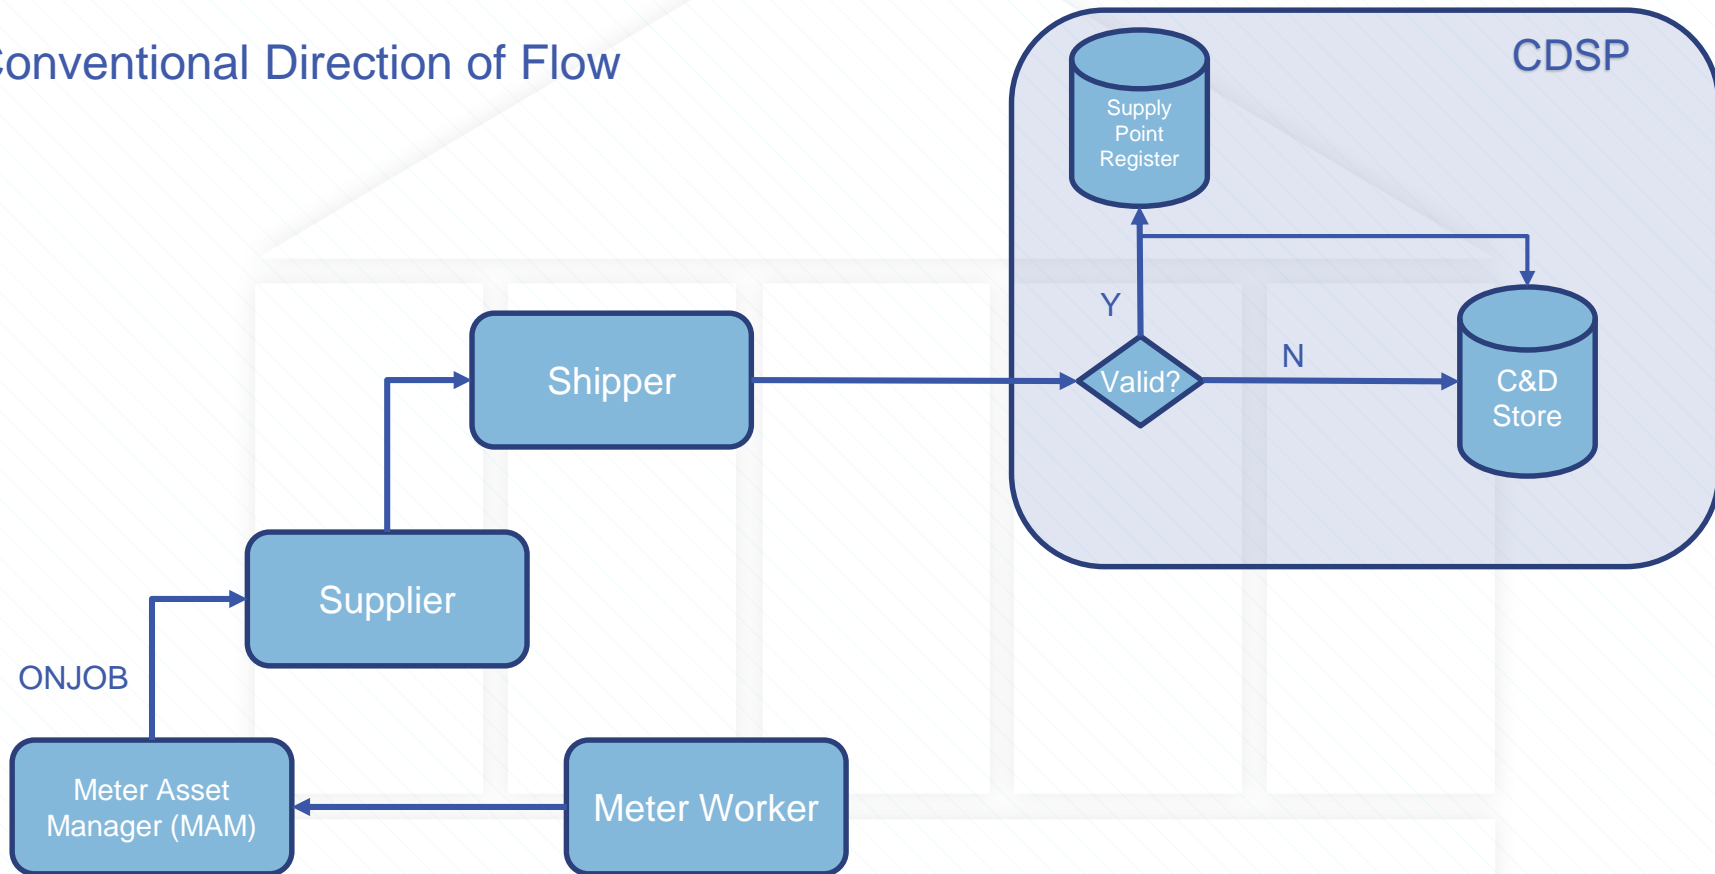 Conventional Direction of Flow
CDSP
Supply
Point
Register
Y
N
Shipper
Valid?
C&D
Store
Supplier
ONJOB
Meter Asset
Manager (MAM)
Meter Worker